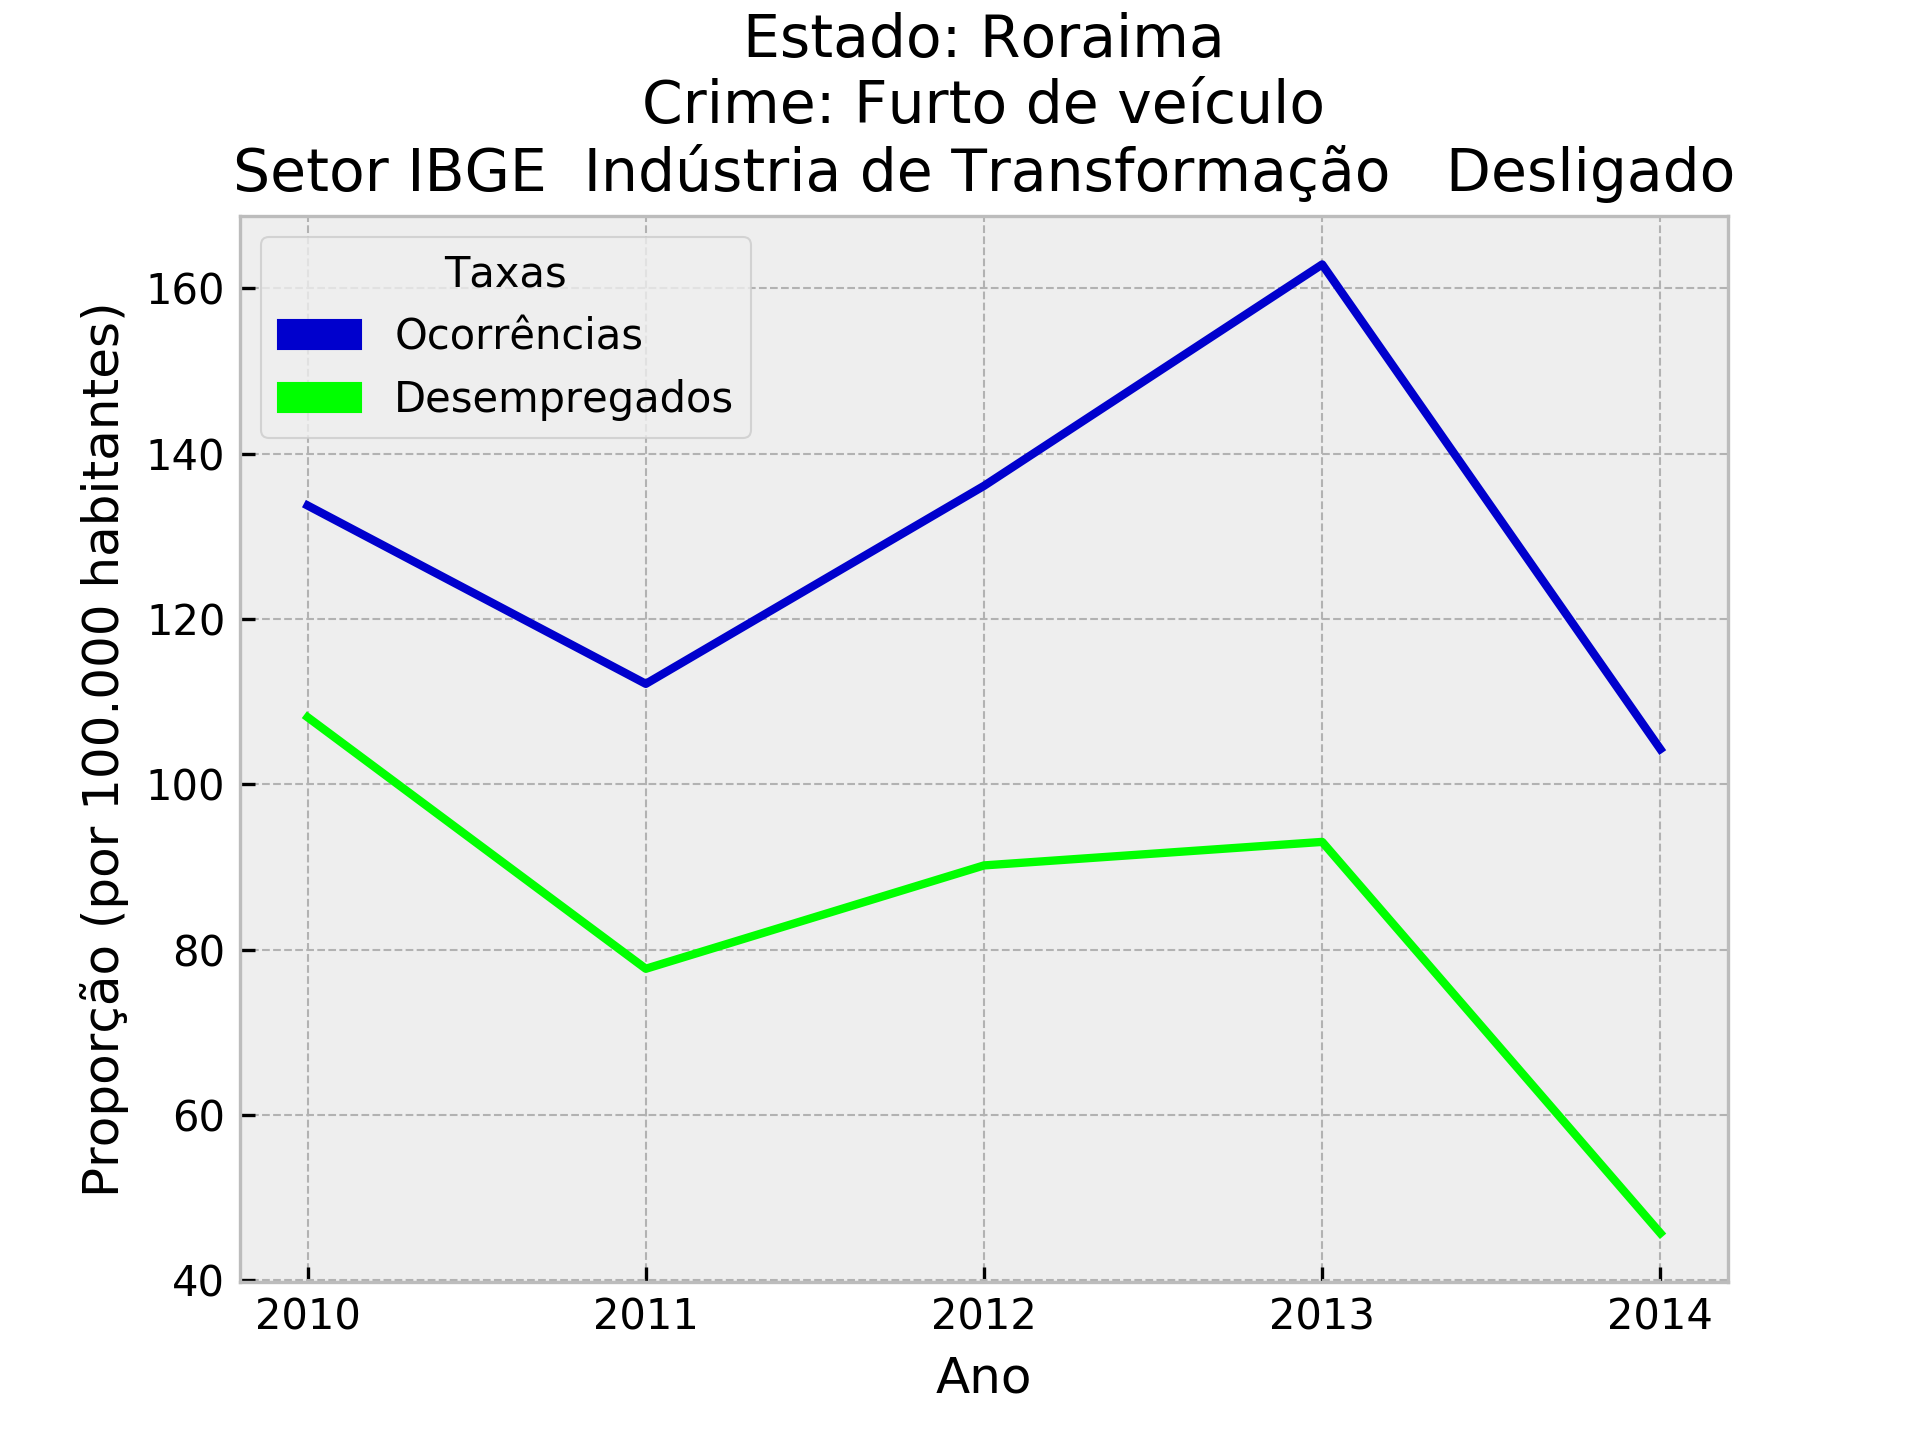 Estado: Roraima
Crime: Furto de veículo
Setor IBGE  Indústria de Transformação   Desligado
Taxas
Ocorrências
Desempregados
Proporção (por 100.000 habitantes)
160
140
120
100
80
60
40
2010
2011
2012
2013
2014
Ano